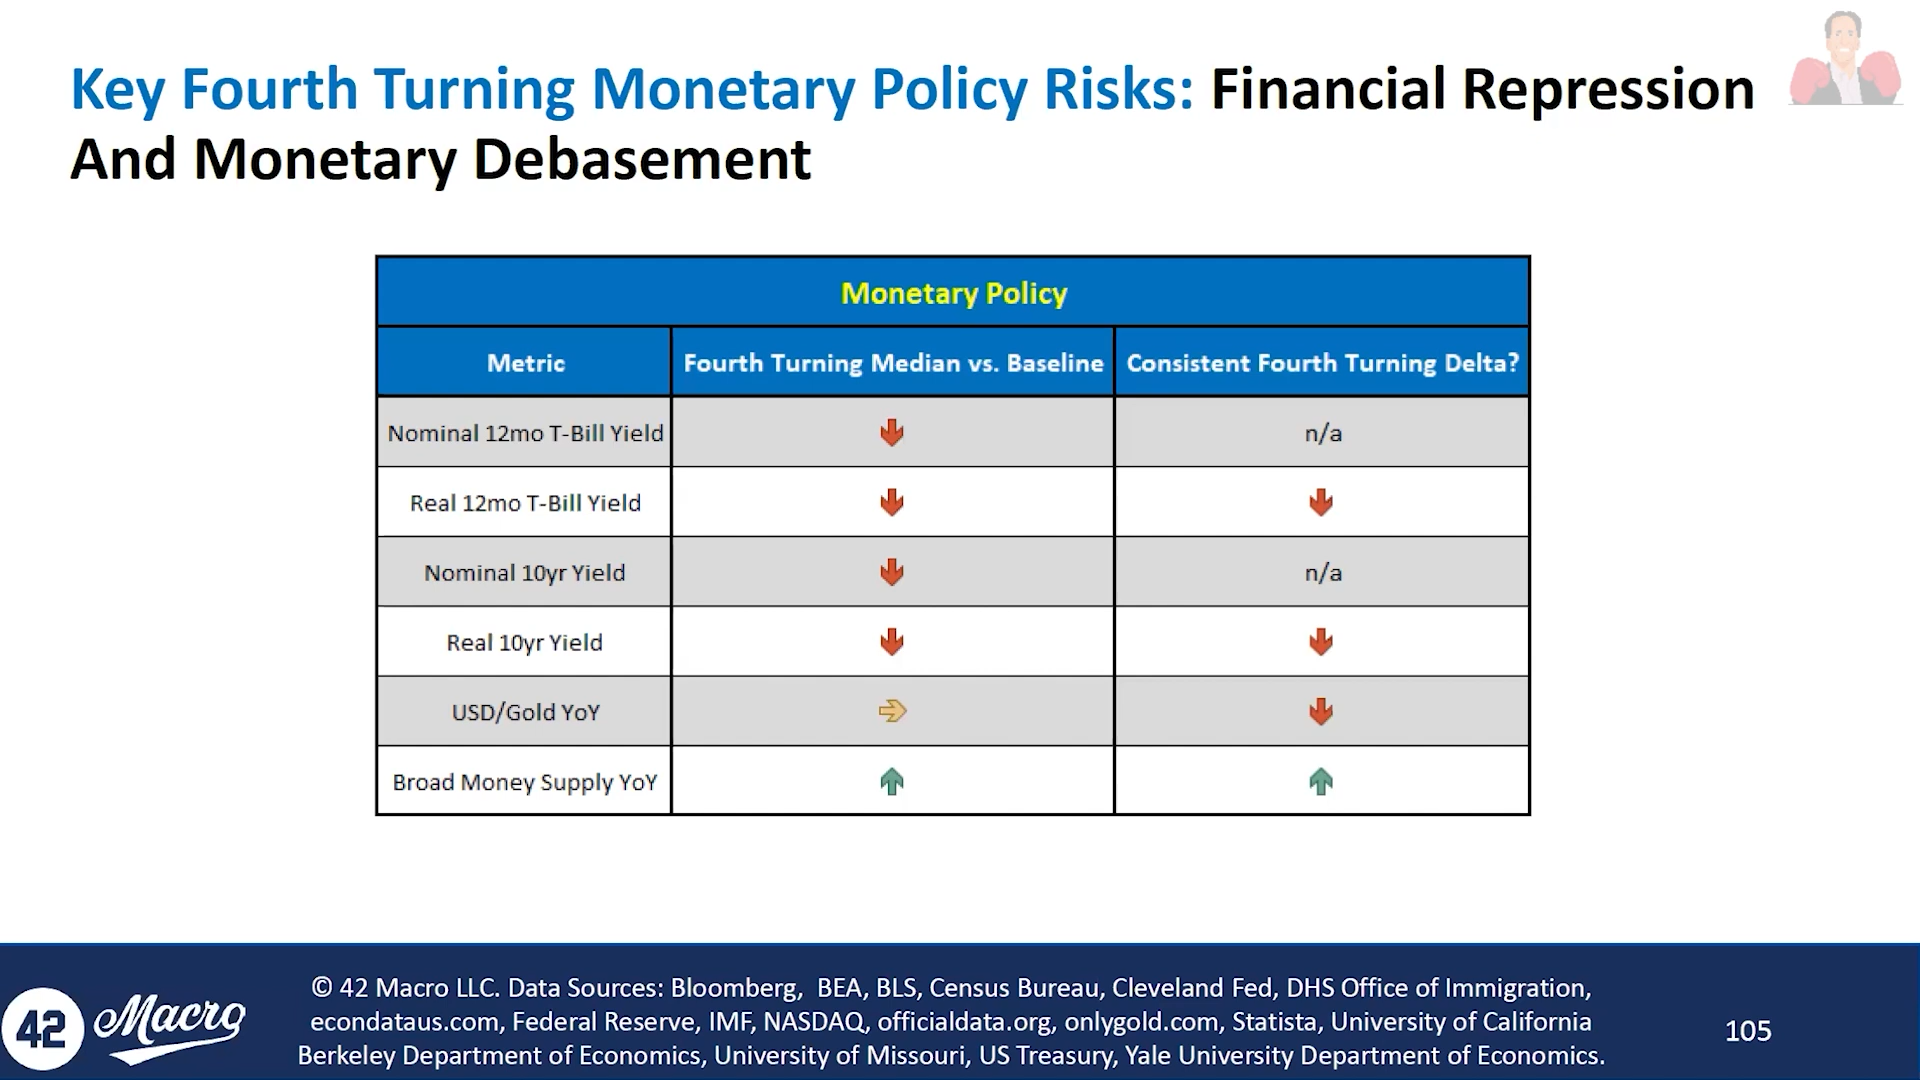 Key Fourth Turning Monetary Policy Risks: Financial Repression
And Monetary Debasement
Monetary Policy
Metric
Fourth Turning Median vs. Baseline
Consistent Fourth Turning Delta?
Nominal 12mo T-Bill Yield
n/a
Real 12mo T-Bill Yield
Nominal 10yr Yield
n/a
Real 10yr Yield
USD/Gold YoY
Broad Money Supply YoY
42 Macro
© 42 Macro LLC. Data Sources: Bloomberg, BEA, BLS, Census Bureau, Cleveland Fed, DHS Office of Immigration,
econdataus.com, Federal Reserve, IMF, NASDAQ, officialdata.org, onlygold.com, Statista, University of California
Berkeley Department of Economics, University of Missouri, US Treasury, Yale University Department of Economics.
105